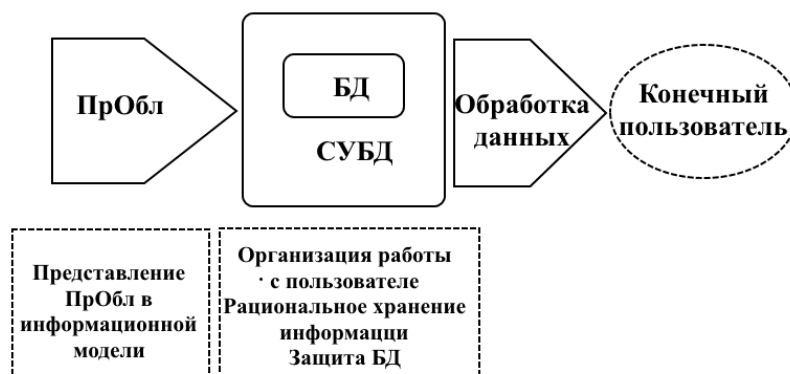 ПрОбл
БД
СУБД
Обработка
данных
Конечный
пользователь
Представление
ПрОбл в
информационной
модели
Организация работы
· с пользователе
Рациональное хранение
информацци
Защита БД